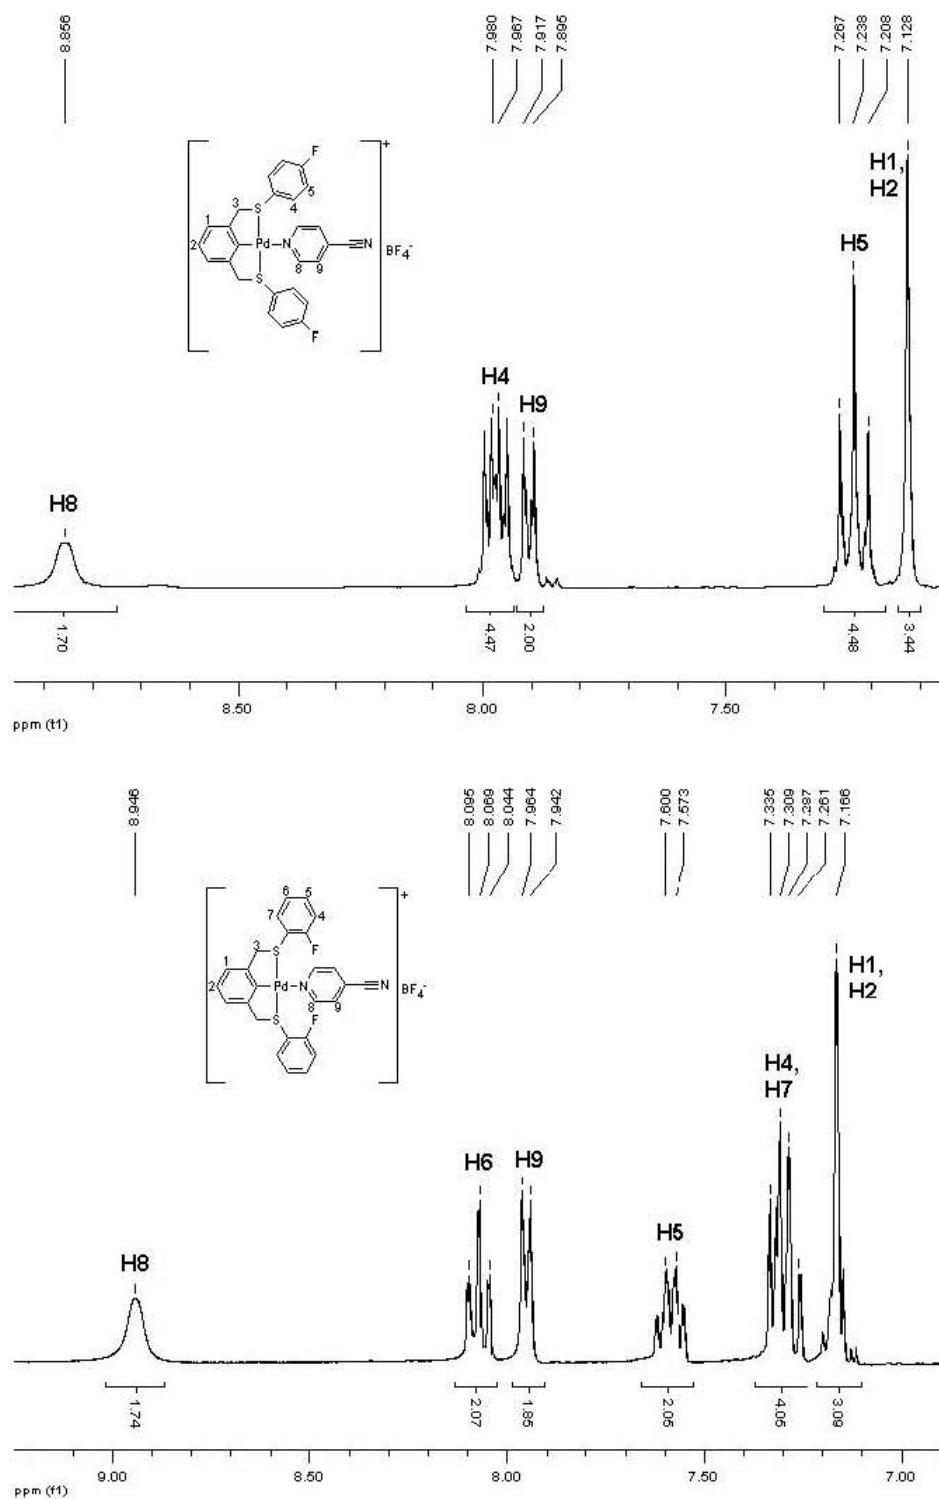 8.856
7.980
7.967
7.917
7.895
7.267
7.238
7.208
7.128
F
+
5
4
3
S
1
2
Pd
N
8
9
N
BF4-
S
F
H1,
H2
H5
H4
H9
H8
1.70
4.47
2.00
4.48
3.44
8.50
8.00
7.50
ppm (t1)
8.946
8.095
8.069
8.044
7.964
7.942
7.600
7.573
7.335
7.309
7.287
7.261
7.166
+
6
5
7
4
3
S
F
1
2
Pd
N
8
9
N
BF4-
F
S
H1,
H2
H4,
H7
H6
H9
H5
H8
1.74
2.07
1.85
2.05
4.05
3.09
9.00
8.50
8.00
7.50
7.00
ppm (f1)